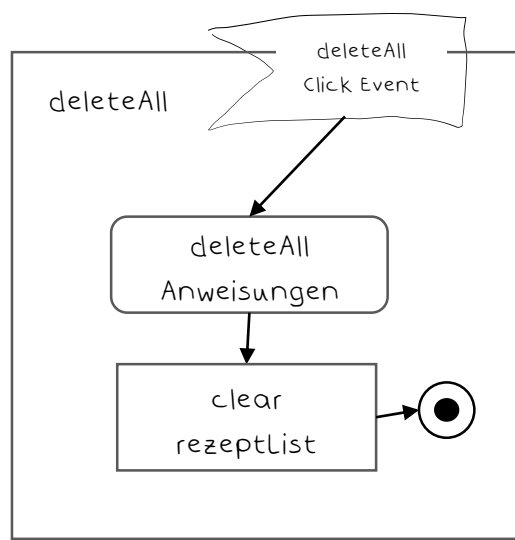 deleteAll
Click Event
deleteAll
deleteAll
Anweisungen
clear
rezeptList